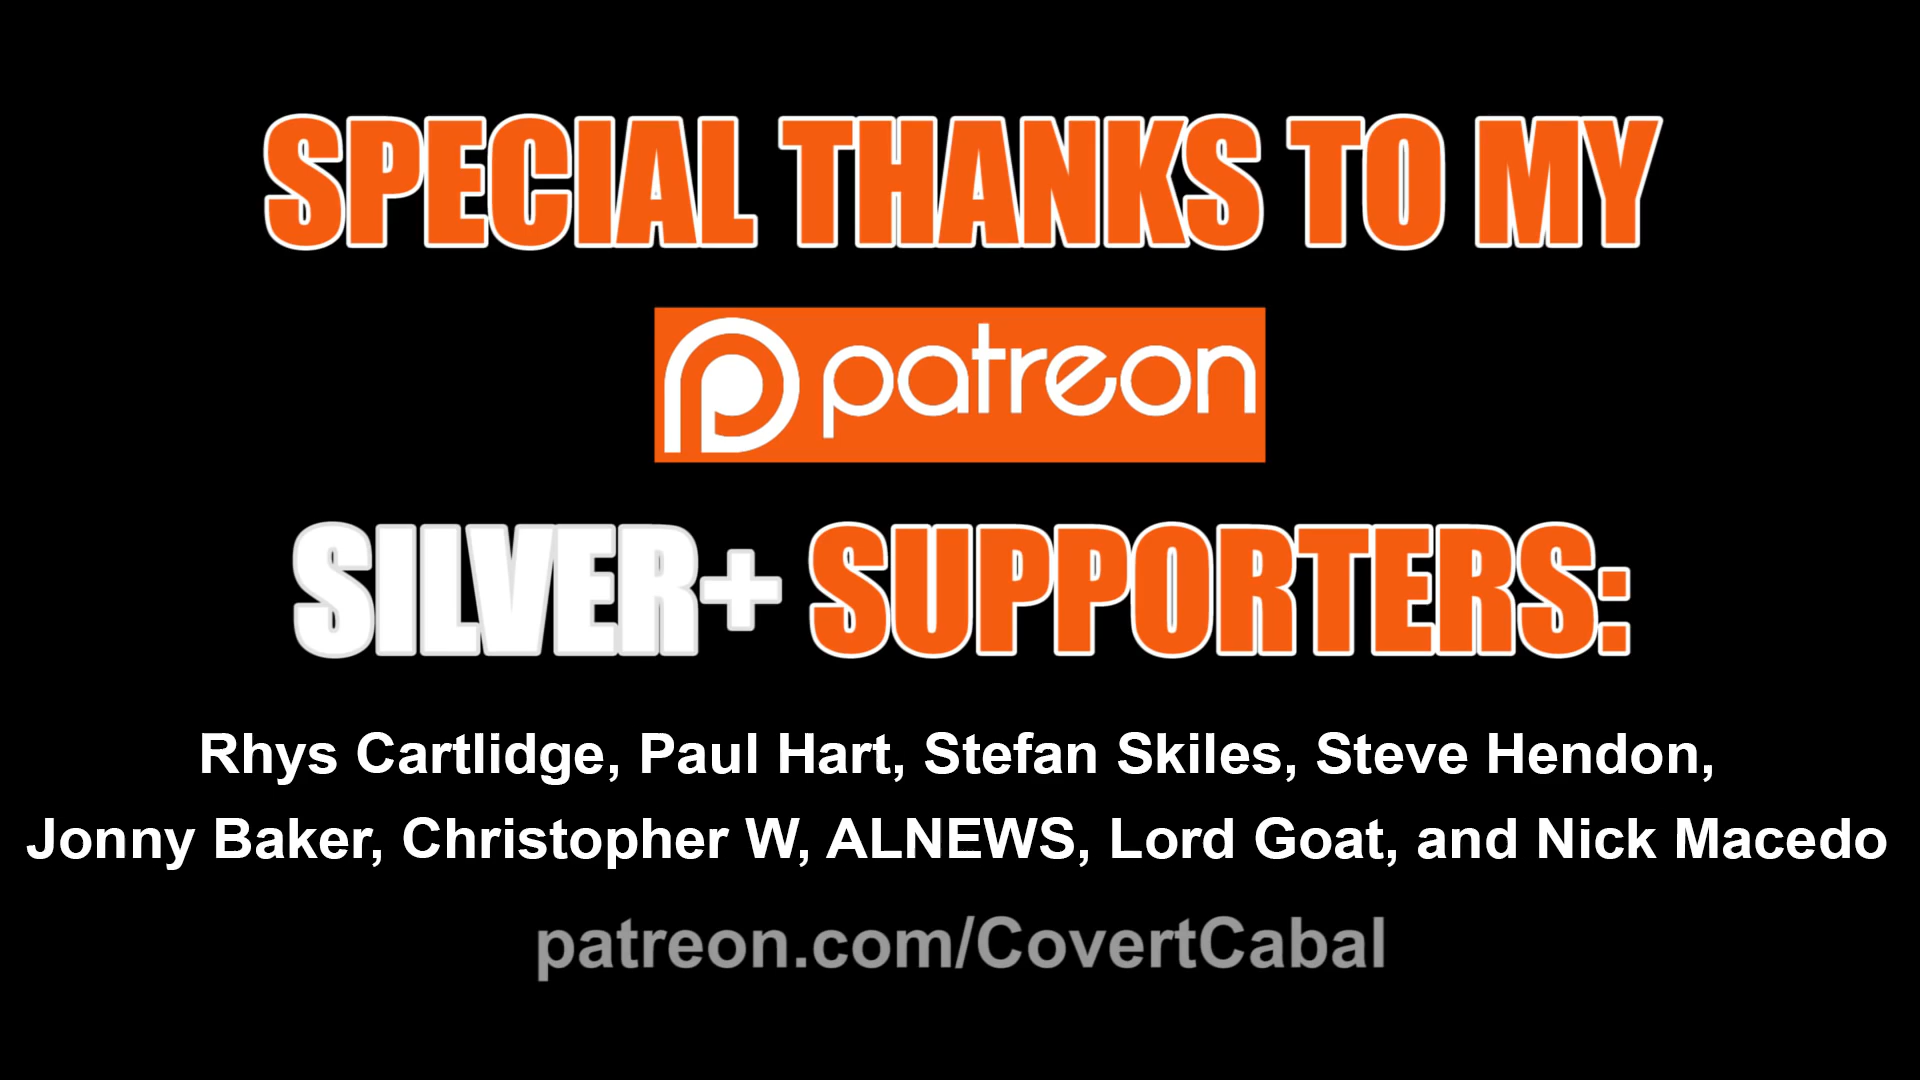 SPECIAL THANKS TO MY
patreon
SILVER+ SUPPORTERS:
Rhys Cartlidge, Paul Hart, Stefan Skiles, Steve Hendon,
Jonny Baker, Christopher W, ALNEWS, Lord Goat, and Nick Macedo
patreon.com/CovertCabal